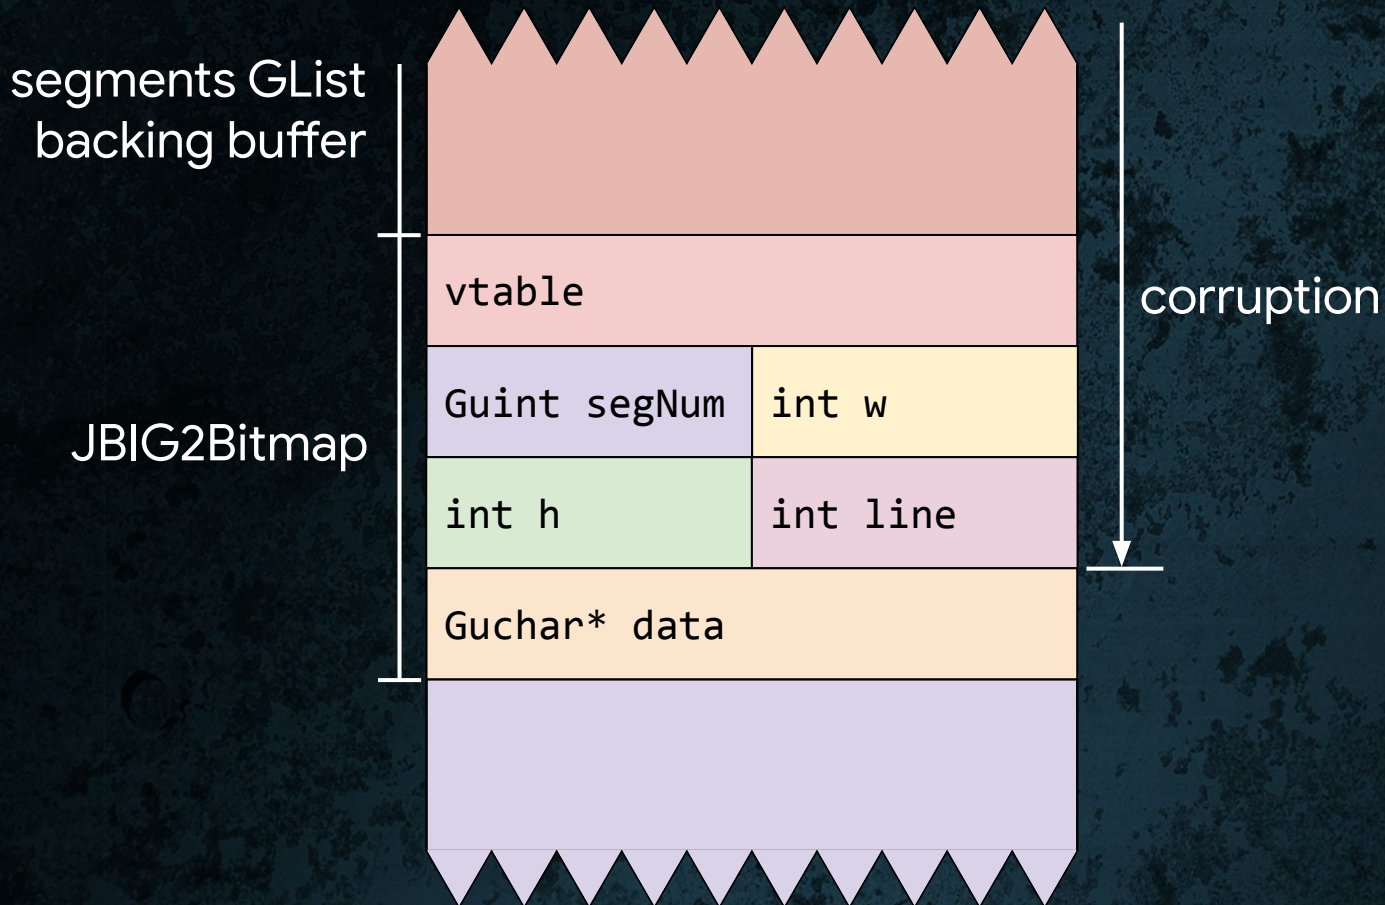 segments GList
backing buffer
vtable
corruption
Guint segNum
int w
JBIG2Bitmap
int h
int line
Guchar* data